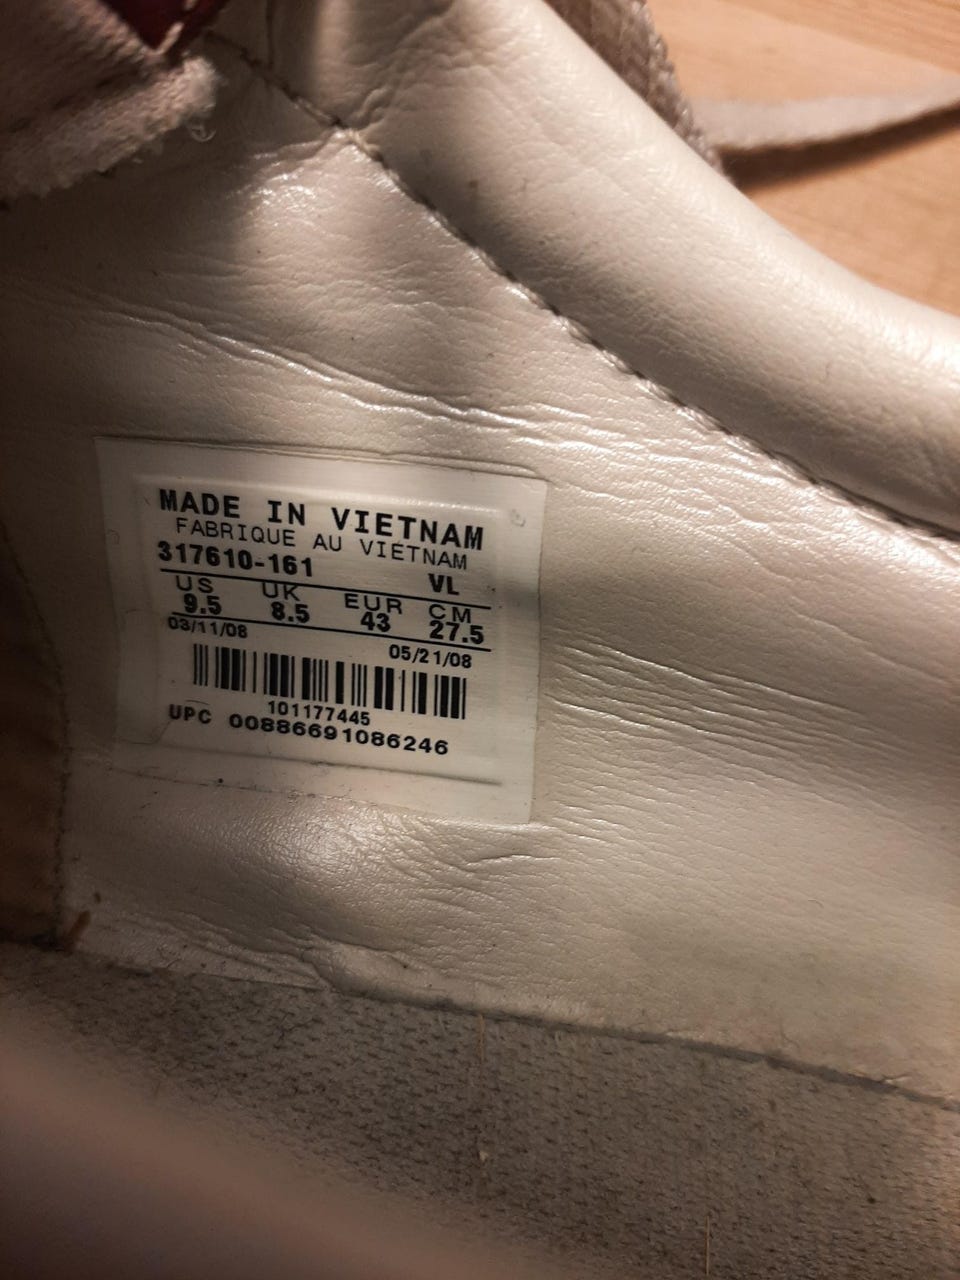 MADE IN VIETNAM
FABRIQUE AU VIETNAM
317610-161 VL
US UK EUR CM
9.5 8.5 43 27.5
03/11/08 05/21/08
101177445
UPC 00886691086246